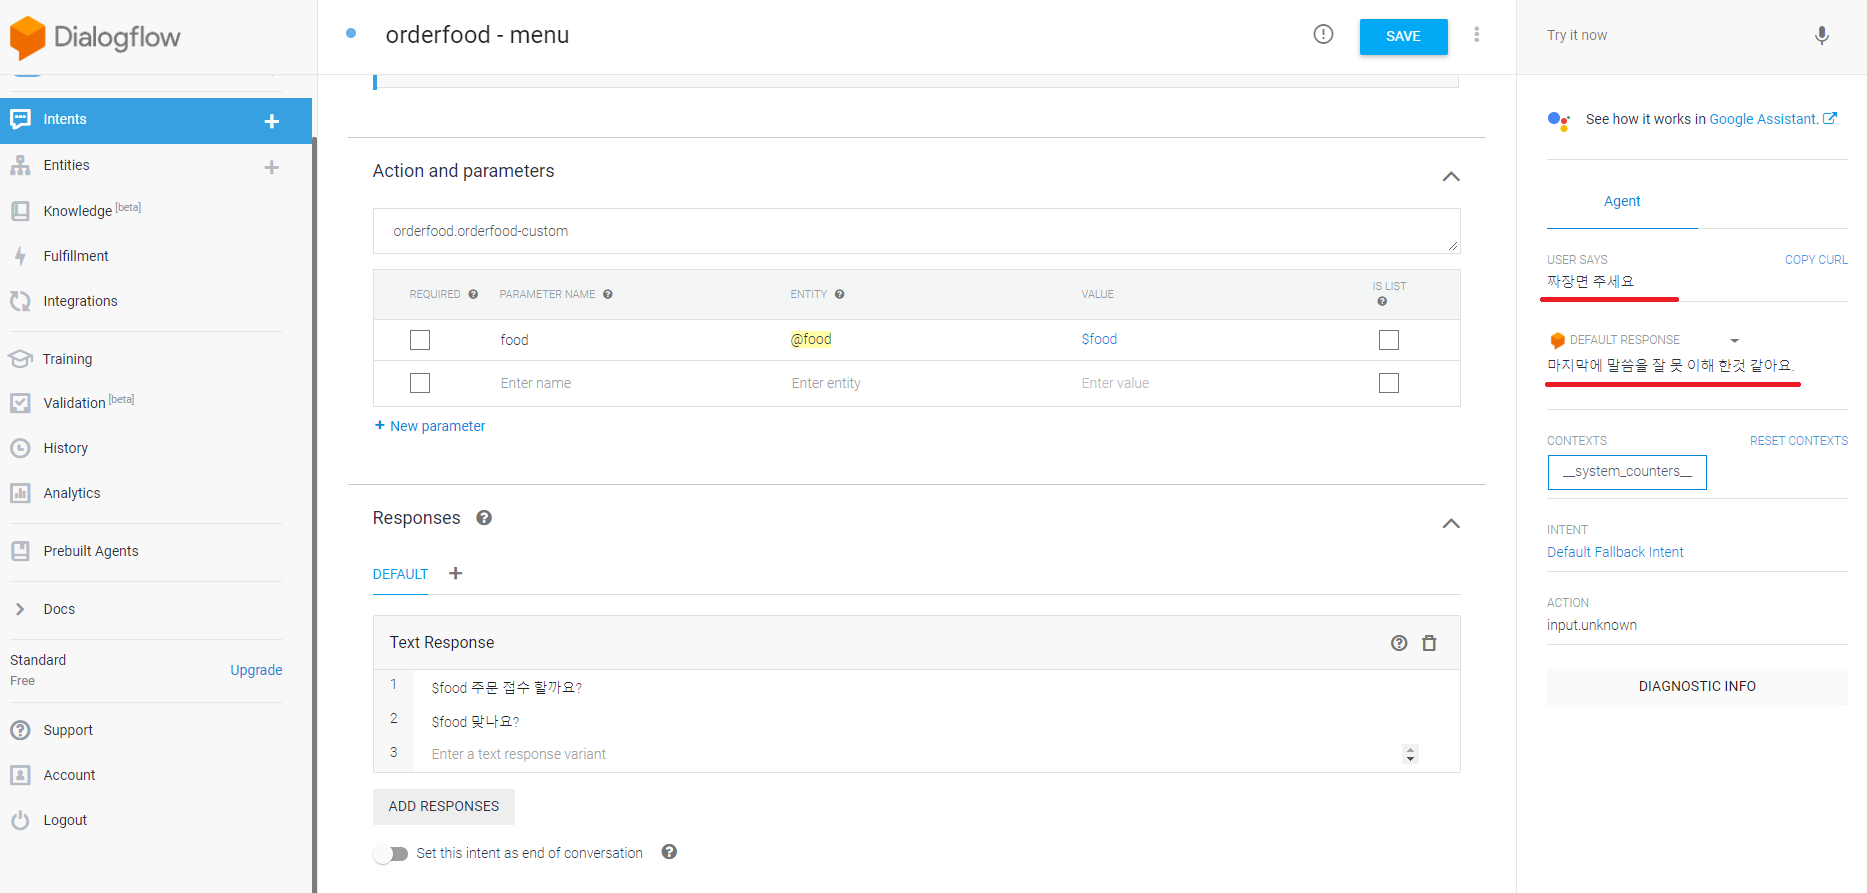 Dialogflow
Intents
Entities
Knowledge [beta]
Fulfillment
Integrations
Training
Validation [beta]
History
Analytics
Prebuilt Agents
Docs
Standard
Free
Upgrade
Support
Account
Logout
orderfood - menu
SAVE
Action and parameters
orderfood.orderfood-custom
REQUIRED PARAMETER NAME ENTITY VALUE IS LIST
food @food $food
Enter name Enter entity Enter value
+ New parameter
Responses
DEFAULT +
Text Response
1 $food 주문 접수 할까요?
2 $food 맞나요?
3 Enter a text response variant
ADD RESPONSES
Set this intent as end of conversation
Try it now
See how it works in Google Assistant.
Agent
USER SAYS COPY CURL
짜장면 주세요
DEFAULT RESPONSE
마지막에 말씀을 잘 못 이해 한것 같아요.
CONTEXTS RESET CONTEXTS
__system_counters__
INTENT
Default Fallback Intent
ACTION
input.unknown
DIAGNOSTIC INFO